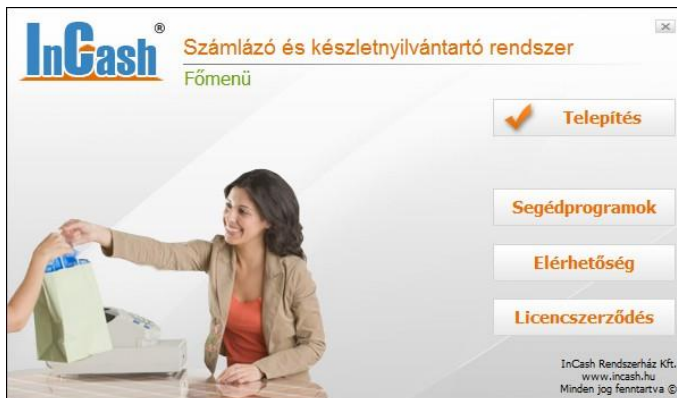 InCash®
Számlázó és készletnyilvántartó rendszer
Főmenü
Telepítés
Segédprogramok
Elérhetőség
Licencszerződés
InCash Rendszerház Kft.
www.incash.hu
Minden jog fenntartva ©